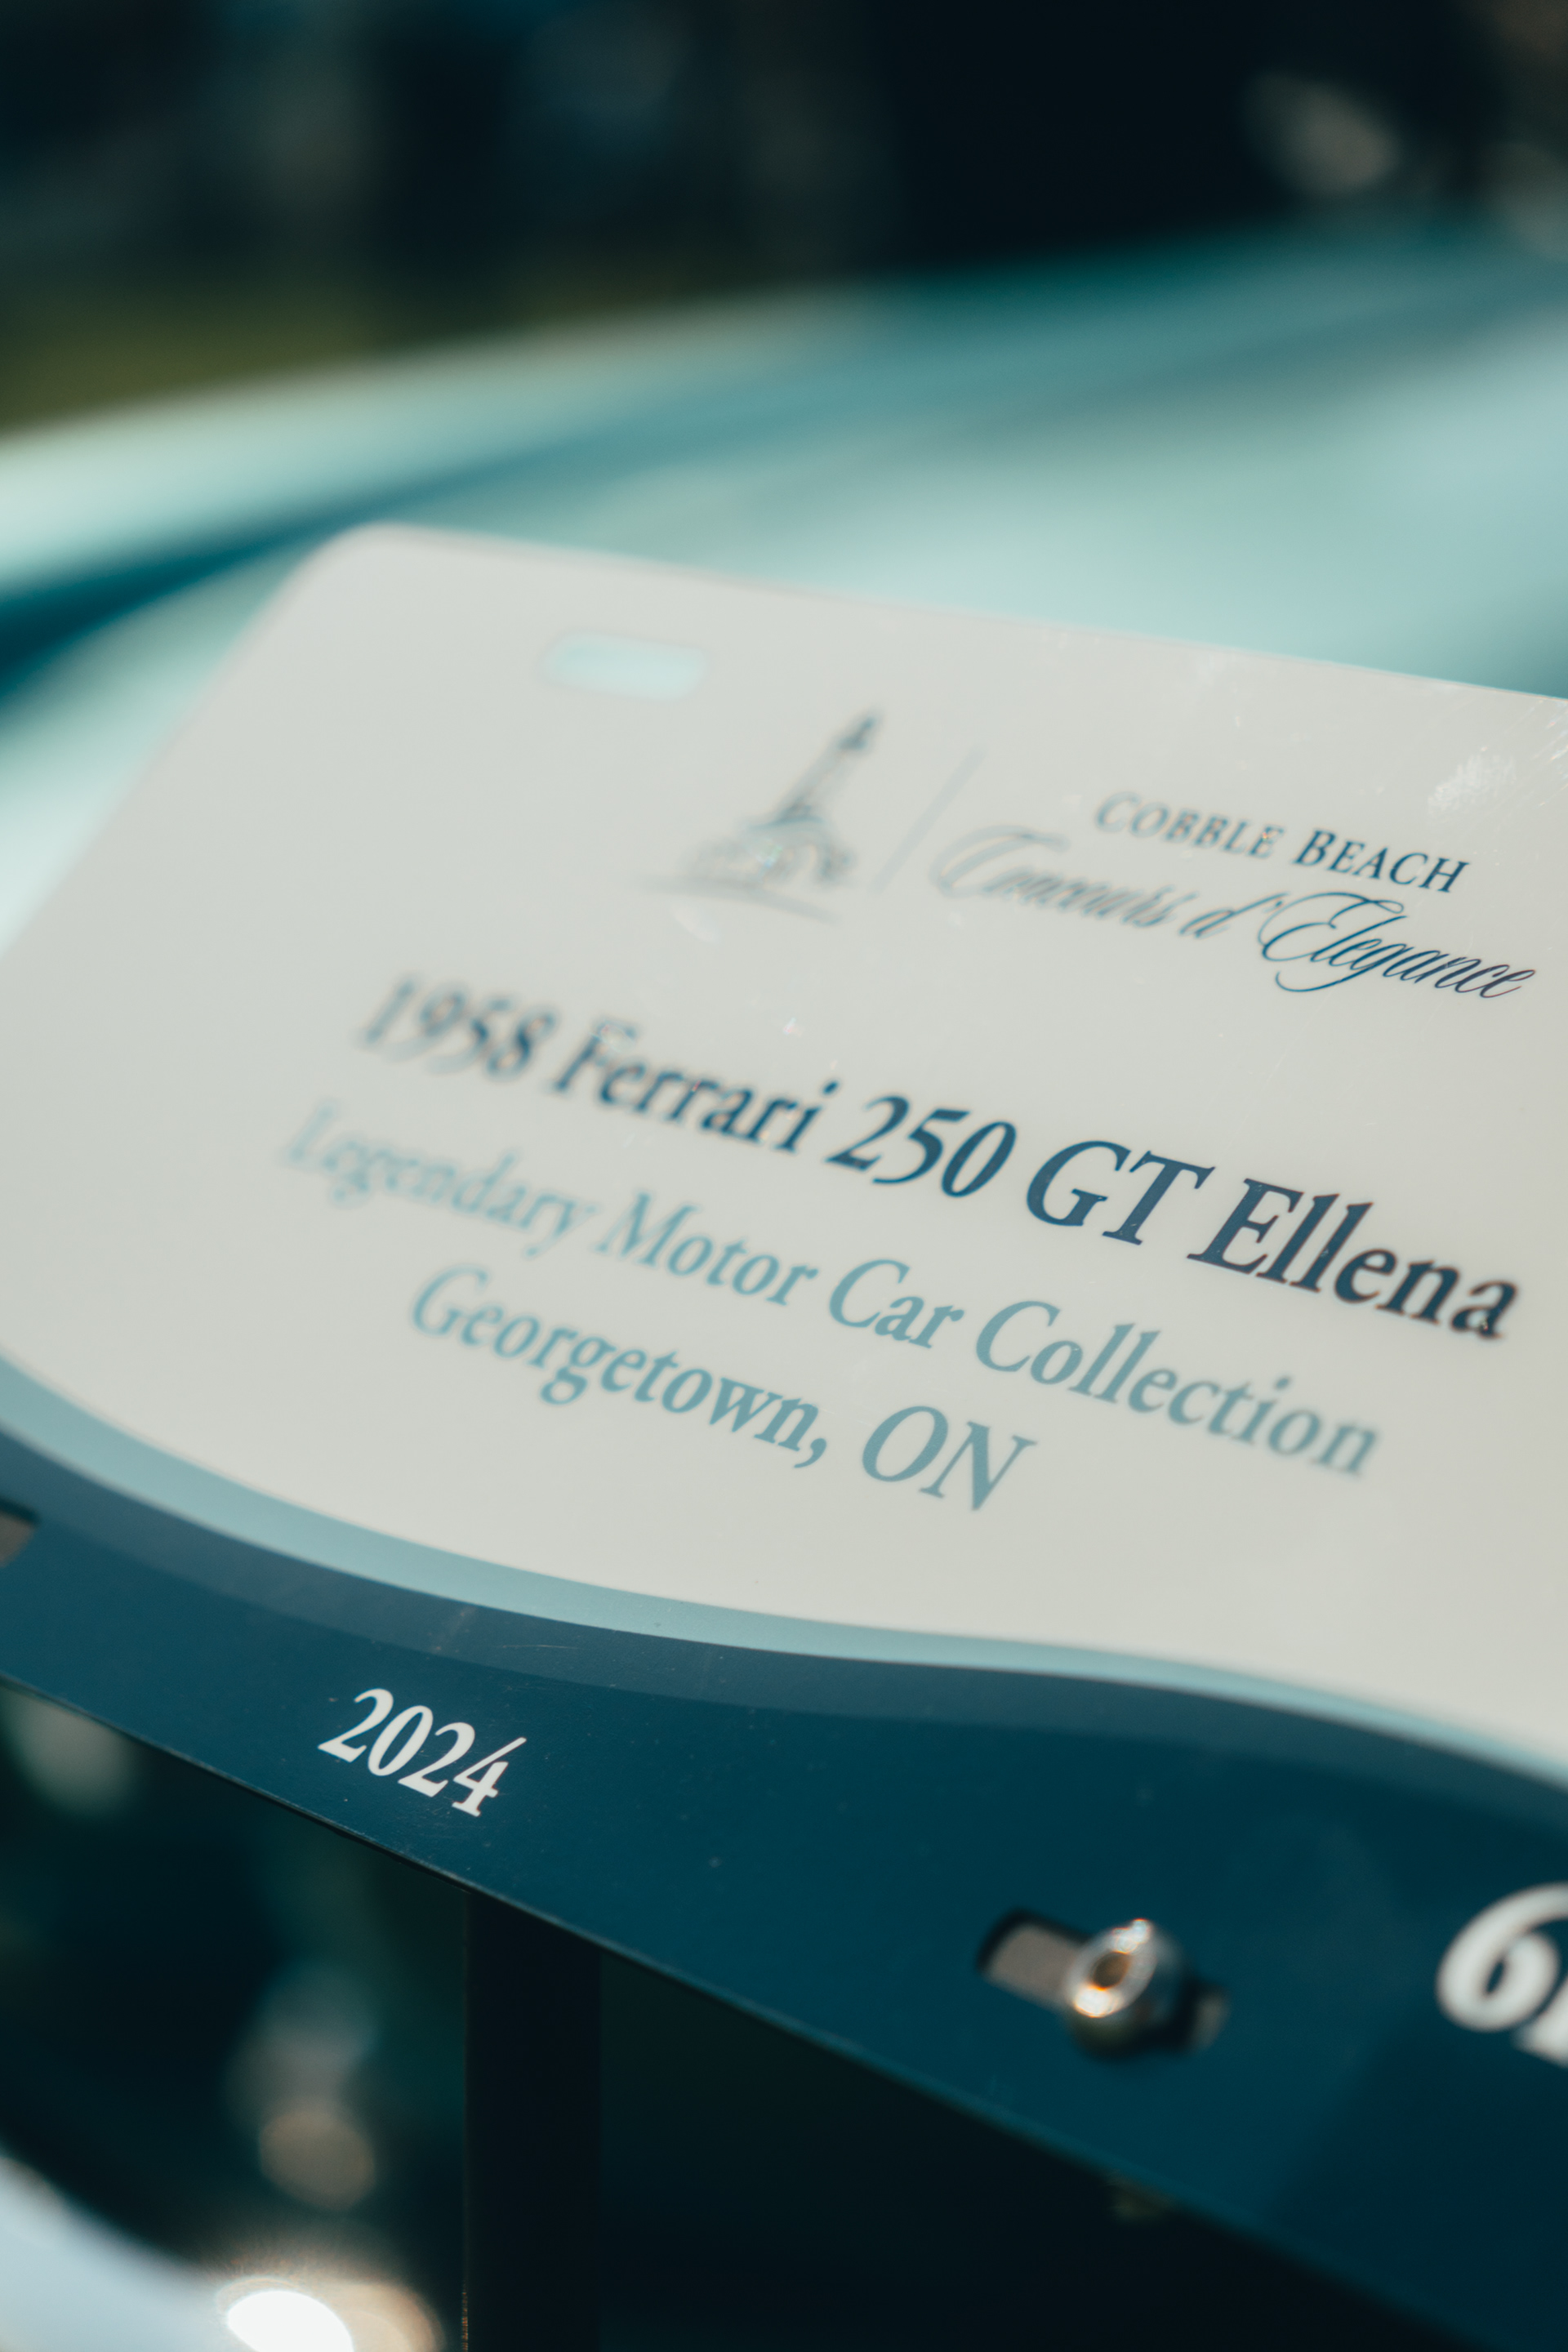 COBBLE BEACH
Concours d'Elegance
1958 Ferrari 250 GT Ellena
Legendary Motor Car Collection
Georgetown, ON
2024